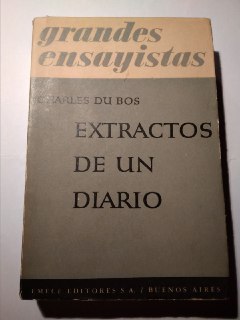 grandes
ensayistas
CHARLES DU BOS
EXTRACTOS
DE UN
DIARIO
EMECÉ EDITORES S.A. / BUENOS AIRES